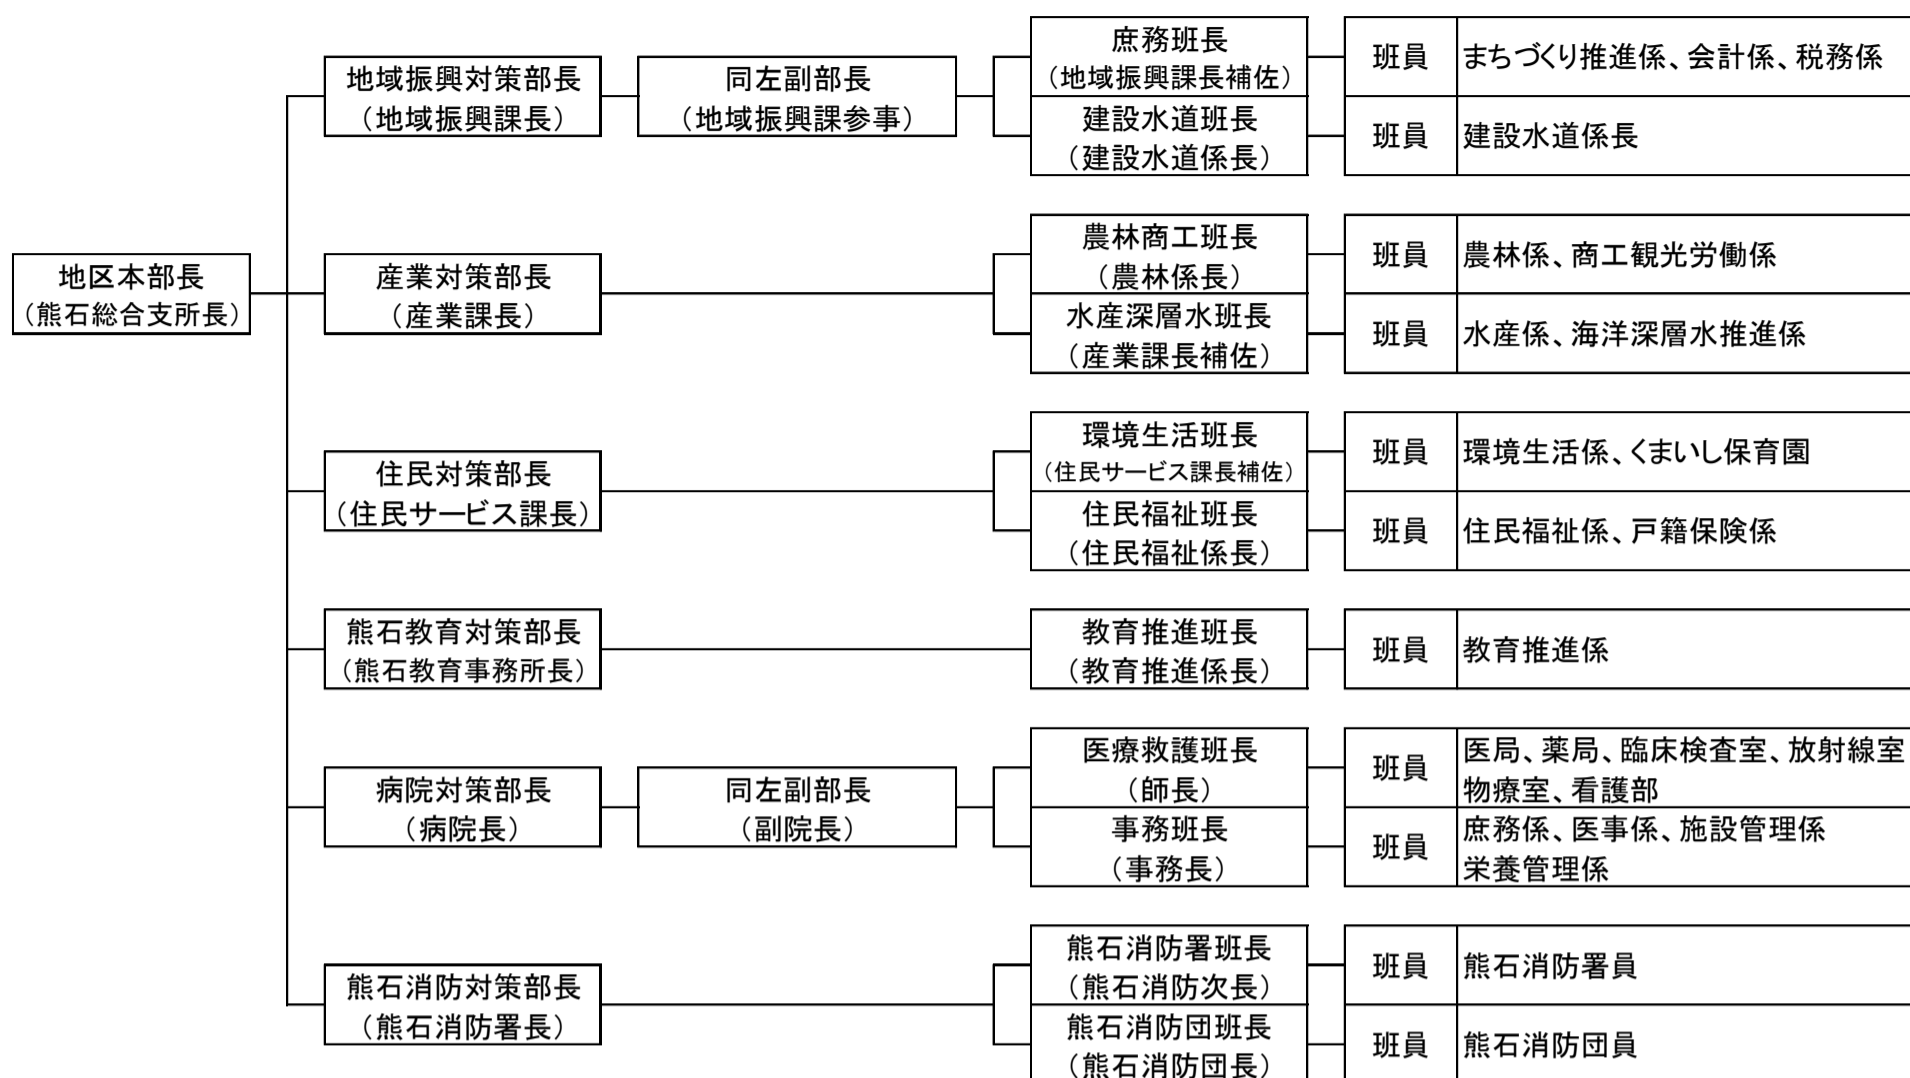 地区本部長
（熊石総合支所長）
地域振興対策部長
（地域振興課長）
同左副部長
（地域振興課参事）
庶務班長
（地域振興課長補佐）
班員
まちづくり推進係、会計係、税務係
建設水道班長
（建設水道係長）
班員
建設水道係長
産業対策部長
（産業課長）
農林商工班長
（農林係長）
班員
農林係、商工観光労働係
水産深層水班長
（産業課長補佐）
班員
水産係、海洋深層水推進係
住民対策部長
（住民サービス課長）
環境生活班長
（住民サービス課長補佐）
班員
環境生活係、くまいし保育園
住民福祉班長
（住民福祉係長）
班員
住民福祉係、戸籍保険係
熊石教育対策部長
（熊石教育事務所長）
教育推進班長
（教育推進係長）
班員
教育推進係
病院対策部長
（病院長）
同左副部長
（副院長）
医療救護班長
（師長）
班員
医局、薬局、臨床検査室、放射線室
物療室、看護部
事務班長
（事務長）
班員
庶務係、医事係、施設管理係
栄養管理係
熊石消防対策部長
（熊石消防署長）
熊石消防署班長
（熊石消防次長）
班員
熊石消防署員
熊石消防団班長
（熊石消防団長）
班員
熊石消防団員